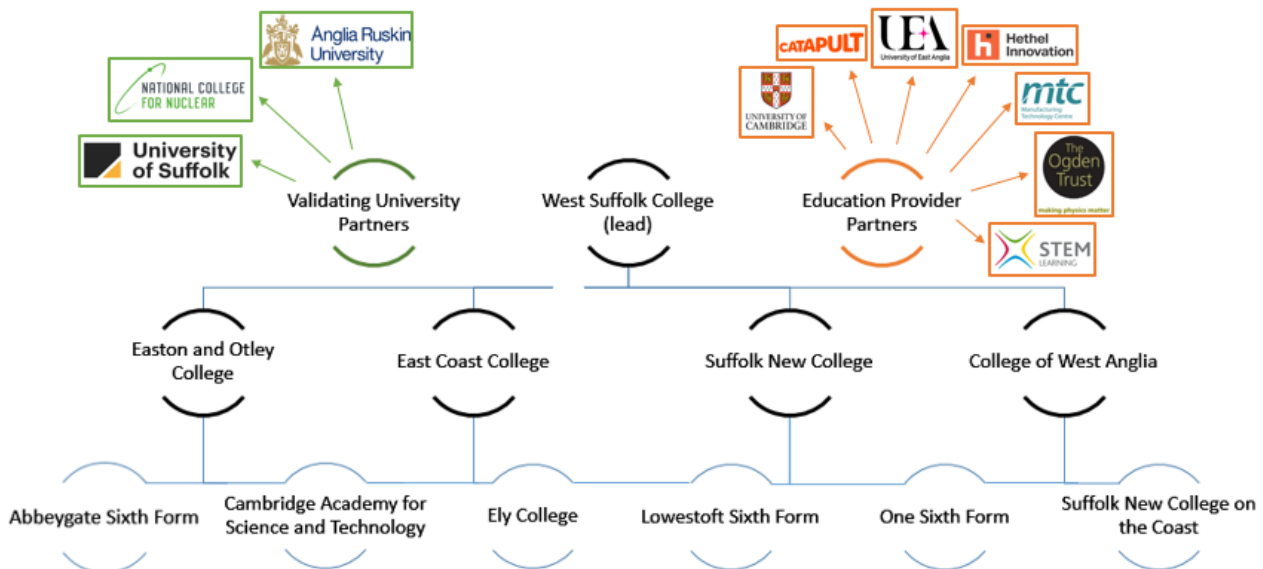 Anglia Ruskin
University
NATIONAL COLLEGE
FOR NUCLEAR
University
of Suffolk
CATAPULT
UEA
University of East Anglia
Hethel
Innovation
UNIVERSITY OF
CAMBRIDGE
mtc
Manufacturing
Technology Centre
The
Ogden
Trust
making physics matter
STEM
LEARNING
Validating University
Partners
West Suffolk College
(lead)
Education Provider
Partners
Easton and Otley
College
East Coast College
Suffolk New College
College of West Anglia
Abbeygate Sixth Form
Cambridge Academy for
Science and Technology
Ely College
Lowestoft Sixth Form
One Sixth Form
Suffolk New College on
the Coast